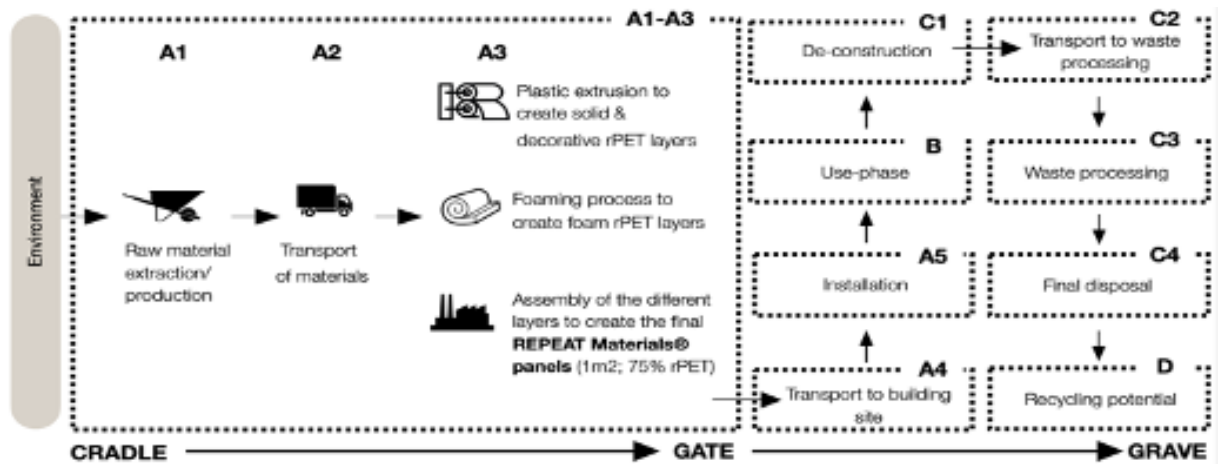 Environment
A1-A3
A1
A2
A3
Raw material
extraction/
production
Transport
of materials
Plastic extrusion to
create solid &
decorative rPET layers
Foaming process to
create foam rPET layers
Assembly of the different
layers to create the final
REPEAT Materials®
panels (1m2; 75% rPET)
A4
Transport to building
site
A5
Installation
B
Use-phase
C1
De-construction
C2
Transport to waste
processing
C3
Waste processing
C4
Final disposal
D
Recycling potential
CRADLE
GATE
GRAVE